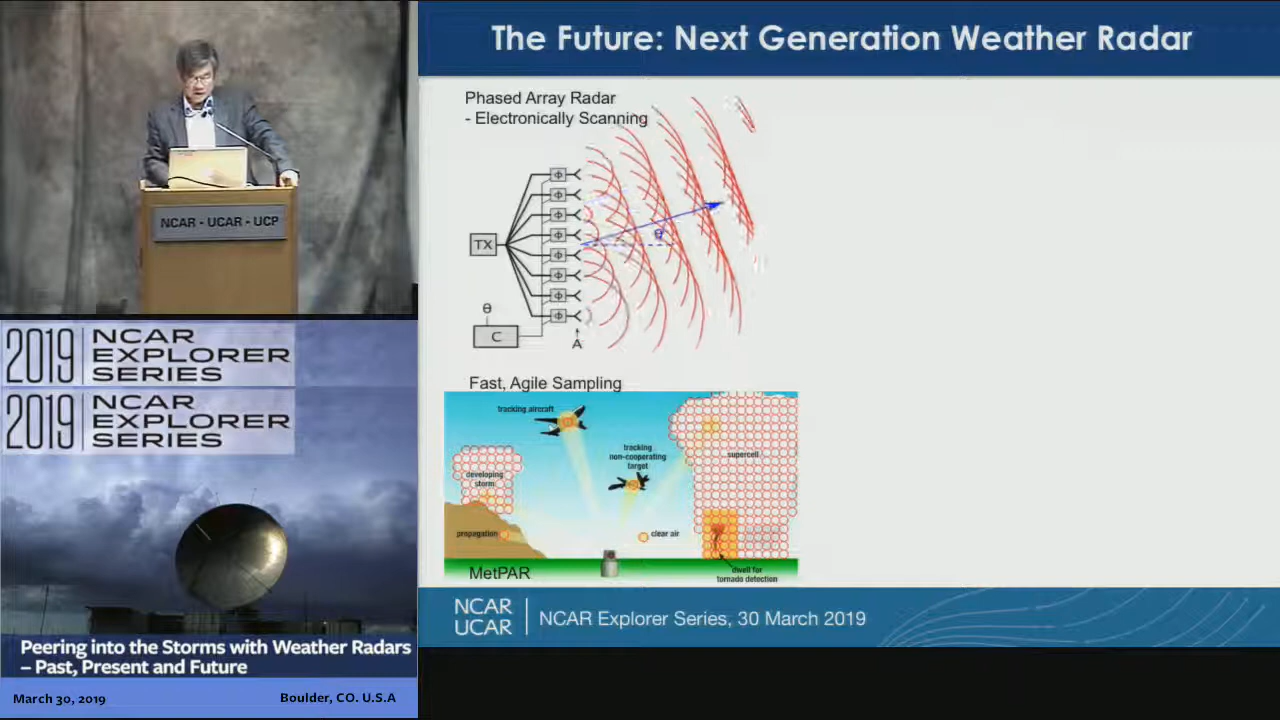 NCAR - UCAR - UCP
2019 NCAR
EXPLORER
SERIES
2019 NCAR
EXPLORER
SERIES
Peering into the Storms with Weather Radars
– Past, Present and Future
March 30, 2019
Boulder, CO. U.S.A
The Future: Next Generation Weather Radar
Phased Array Radar
- Electronically Scanning
TX
Φ
Φ
Φ
Φ
Φ
Φ
Φ
Φ
θ
θ
C
A
Fast, Agile Sampling
tracking aircraft
tracking
non-cooperating
target
supercell
developing
storm
propagation
clear air
dwell for
tornado detection
MetPAR
NCAR
UCAR
NCAR Explorer Series, 30 March 2019